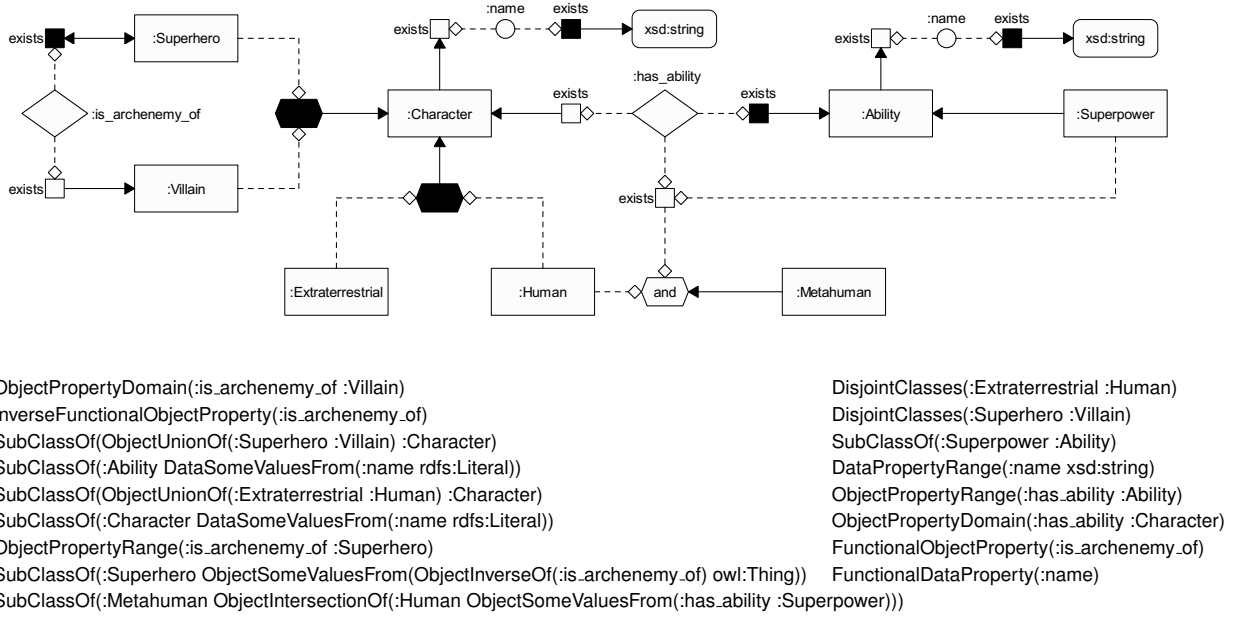 :name exists
:name exists
exists :Superhero exists xsd:string exists xsd:string
:has_ability
exists exists
:is_archenemy_of :Character :Ability :Superpower
exists :Villain exists
:Extraterrestrial :Human and :Metahuman
ObjectPropertyDomain(:is_archenemy_of :Villain) DisjointClasses(:Extraterrestrial :Human)
nverseFunctionalObjectProperty(:is_archenemy_of) DisjointClasses(:Superhero :Villain)
SubClassOf(ObjectUnionOf(:Superhero :Villain) :Character) SubClassOf(:Superpower :Ability)
SubClassOf(:Ability DataSomeValuesFrom(:name rdfs:Literal)) DataPropertyRange(:name xsd:string)
SubClassOf(ObjectUnionOf(:Extraterrestrial :Human) :Character) ObjectPropertyRange(:has_ability :Ability)
SubClassOf(:Character DataSomeValuesFrom(:name rdfs:Literal)) ObjectPropertyDomain(:has_ability :Character)
ObjectPropertyRange(:is_archenemy_of :Superhero) FunctionalObjectProperty(:is_archenemy_of)
SubClassOf(:Superhero ObjectSomeValuesFrom(ObjectInverseOf(:is_archenemy_of) owl:Thing)) FunctionalDataProperty(:name)
SubClassOf(:Metahuman ObjectIntersectionOf(:Human ObjectSomeValuesFrom(:has_ability :Superpower)))